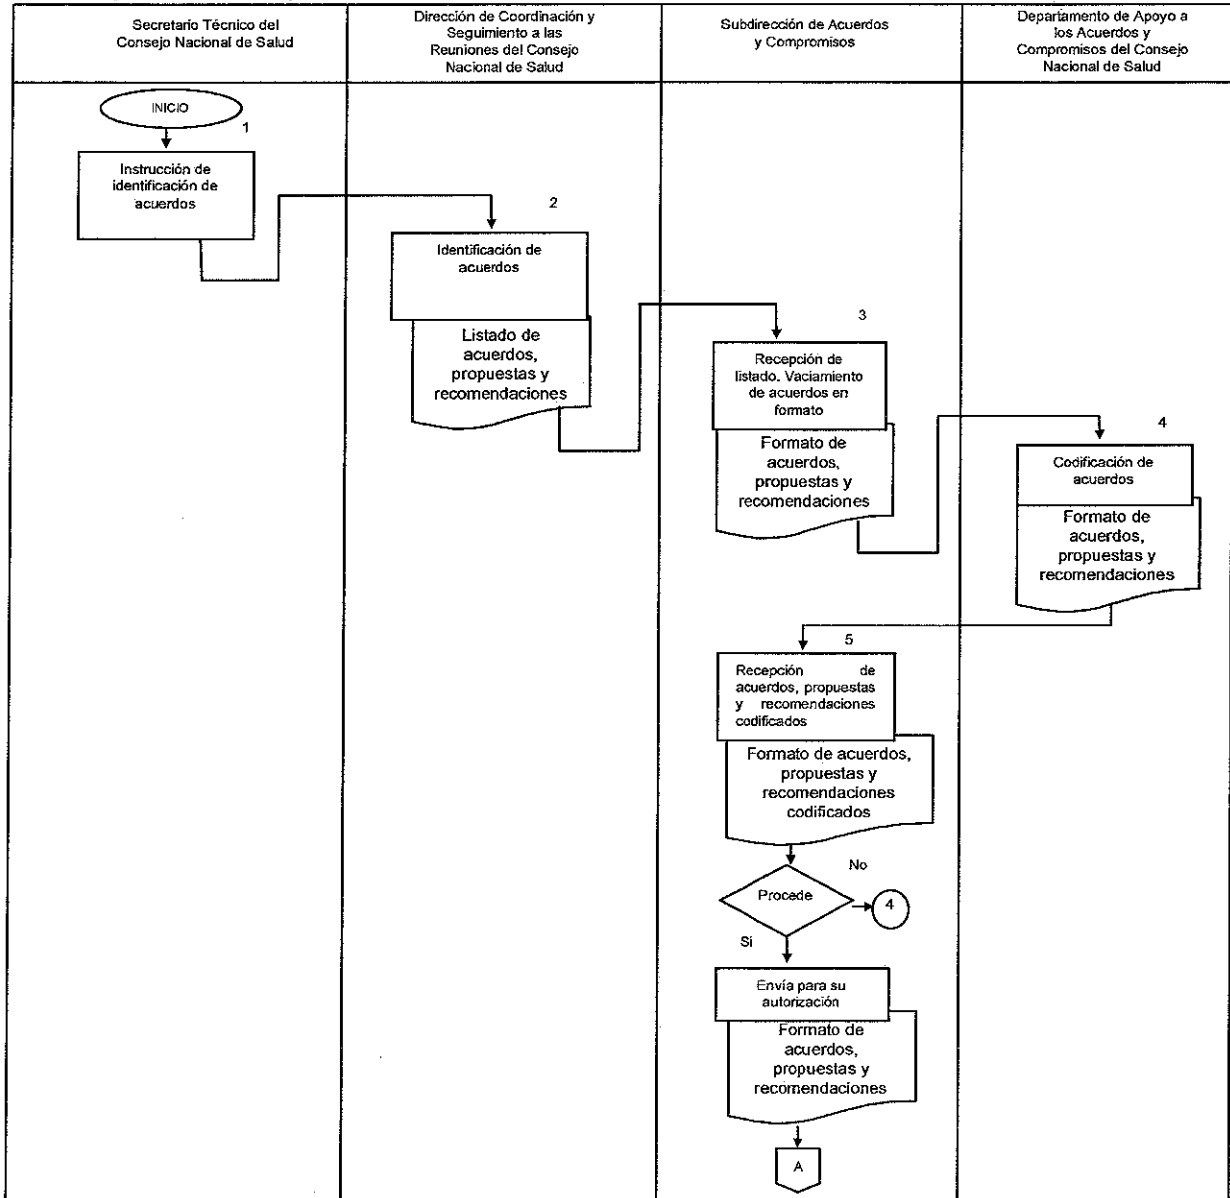 Secretario Técnico del
Consejo Nacional de Salud
Dirección de Coordinación y
Seguimiento a las
Reuniones del Consejo
Nacional de Salud
Subdirección de Acuerdos
y Compromisos
Departamento de Apoyo a
los Acuerdos y
Compromisos del Consejo
Nacional de Salud
INICIO
1
Instrucción de
identificación de
acuerdos
2
Identificación de
acuerdos
Listado de
acuerdos,
propuestas y
recomendaciones
3
Recepción de
listado. Vaciamiento
de acuerdos en
formato
Formato de
acuerdos,
propuestas y
recomendaciones
4
Codificación de
acuerdos
Formato de
acuerdos,
propuestas y
recomendaciones
5
Recepción de
acuerdos, propuestas
y recomendaciones
codificados
Formato de acuerdos,
propuestas y
recomendaciones
codificados
No
Procede
4
Si
Envía para su
autorización
Formato de
acuerdos,
propuestas y
recomendaciones
A